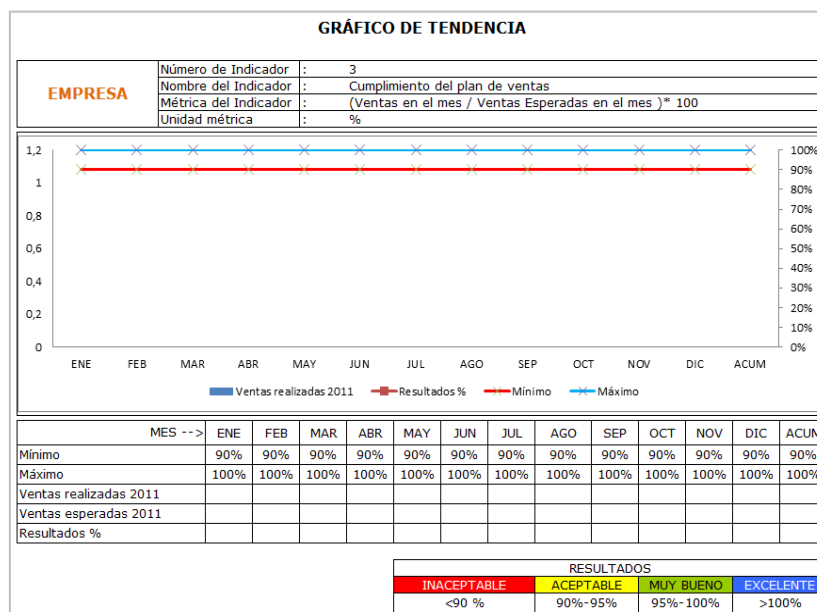 GRÁFICO DE TENDENCIA
EMPRESA
Número de Indicador : 3
Nombre del Indicador : Cumplimiento del plan de ventas
Métrica del Indicador : (Ventas en el mes / Ventas Esperadas en el mes )* 100
Unidad métrica : %
1,2 100%
1 90%
80%
0,8 70%
60%
0,6 50%
0,4 40%
30%
0,2 20%
10%
0 0%
ENE FEB MAR ABR MAY JUN JUL AGO SEP OCT NOV DIC ACUM
Ventas realizadas 2011 Resultados % Mínimo Máximo
MES --> ENE FEB MAR ABR MAY JUN JUL AGO SEP OCT NOV DIC ACUM
Mínimo 90% 90% 90% 90% 90% 90% 90% 90% 90% 90% 90% 90% 90%
Máximo 100% 100% 100% 100% 100% 100% 100% 100% 100% 100% 100% 100% 100%
Ventas realizadas 2011
Ventas esperadas 2011
Resultados %
RESULTADOS
INACEPTABLE ACEPTABLE MUY BUENO EXCELENTE
<90 % 90%-95% 95%-100% >100%